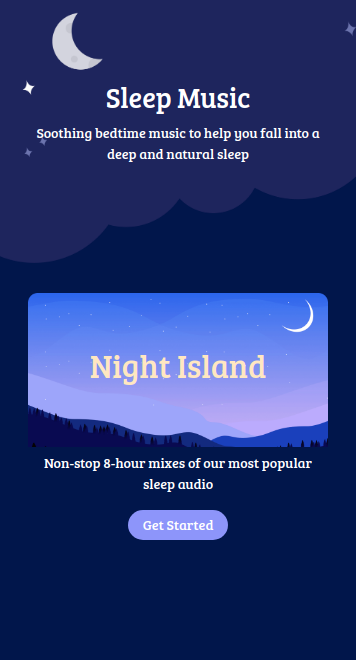 Sleep Music
Soothing bedtime music to help you fall into a
deep and natural sleep
Night Island
Non-stop 8-hour mixes of our most popular
sleep audio
Get Started